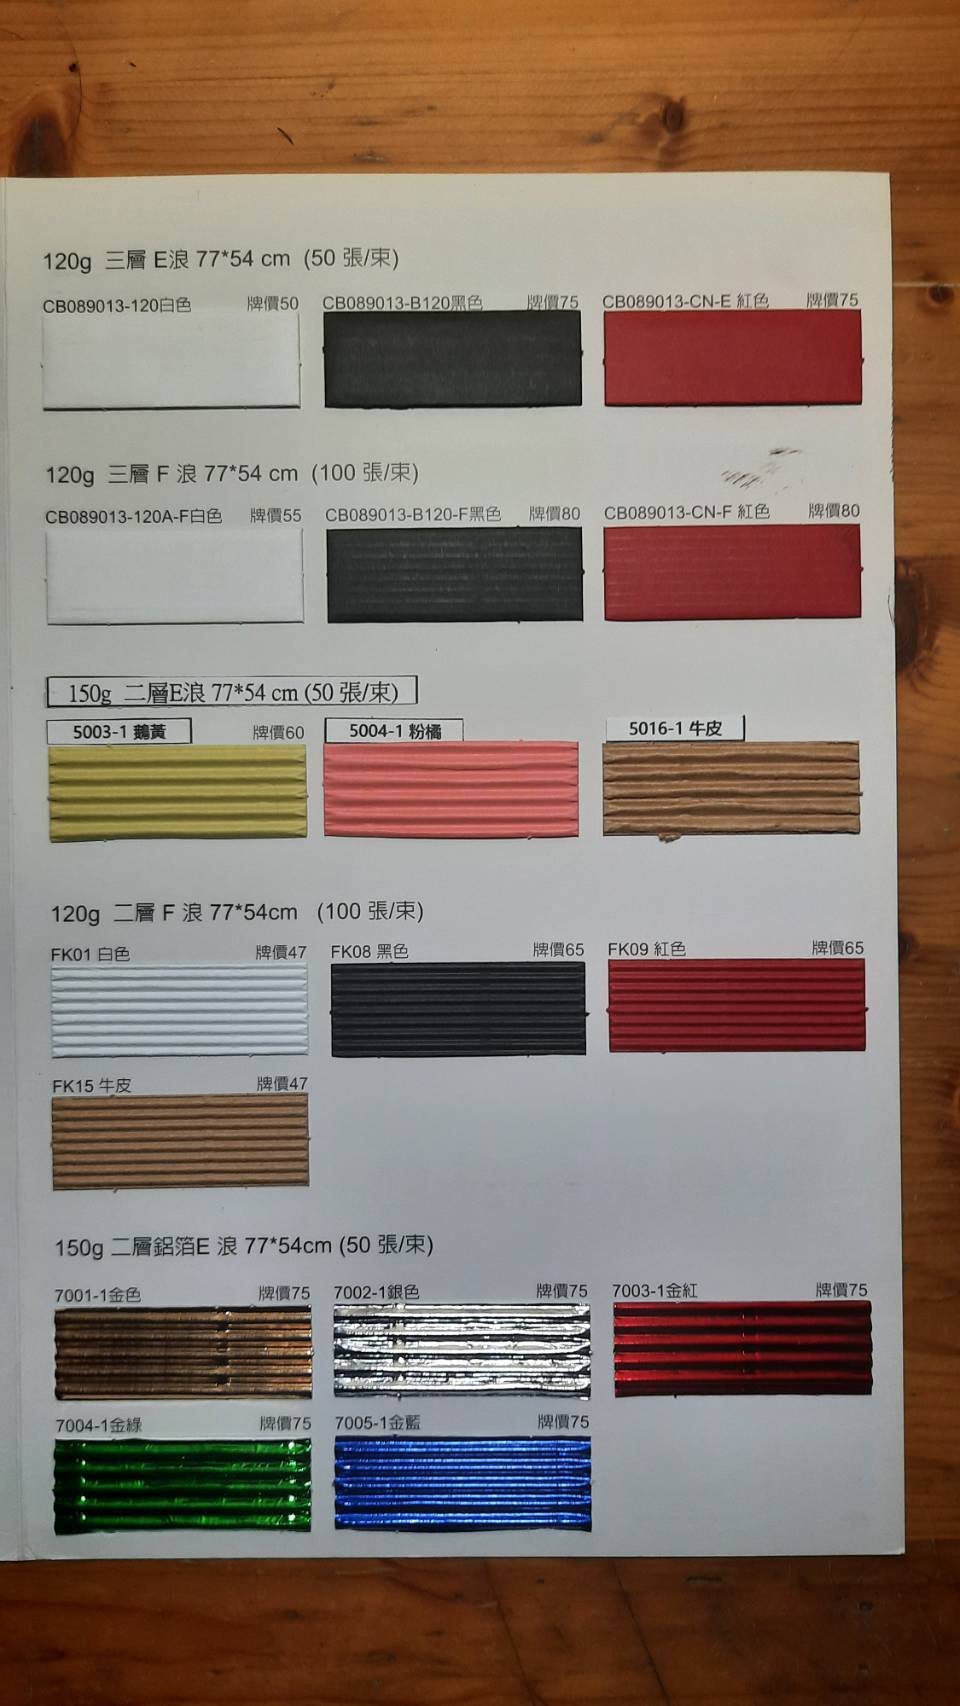 120g 三層 E浪 77*54 cm (50 張/束)
CB089013-120白色 牌價50 CB089013-B120黑色 牌價75 CB089013-CN-E 紅色 牌價75
120g 三層 F 浪 77*54 cm (100 張/束)
CB089013-120A-F白色 牌價55 CB089013-B120-F黑色 牌價80 CB089013-CN-F 紅色 牌價80
150g 二層E浪 77*54 cm (50 張/束)
5003-1 鵝黃 牌價60 5004-1 粉橘 5016-1 牛皮
120g 二層 F 浪 77*54cm (100 張/束)
FK01 白色 牌價47 FK08 黑色 牌價65 FK09 紅色 牌價65
FK15 牛皮 牌價47
150g 二層鋁箔E 浪 77*54cm (50 張/束)
7001-1金色 牌價75 7002-1銀色 牌價75 7003-1金紅 牌價75
7004-1金綠 牌價75 7005-1金藍 牌價75